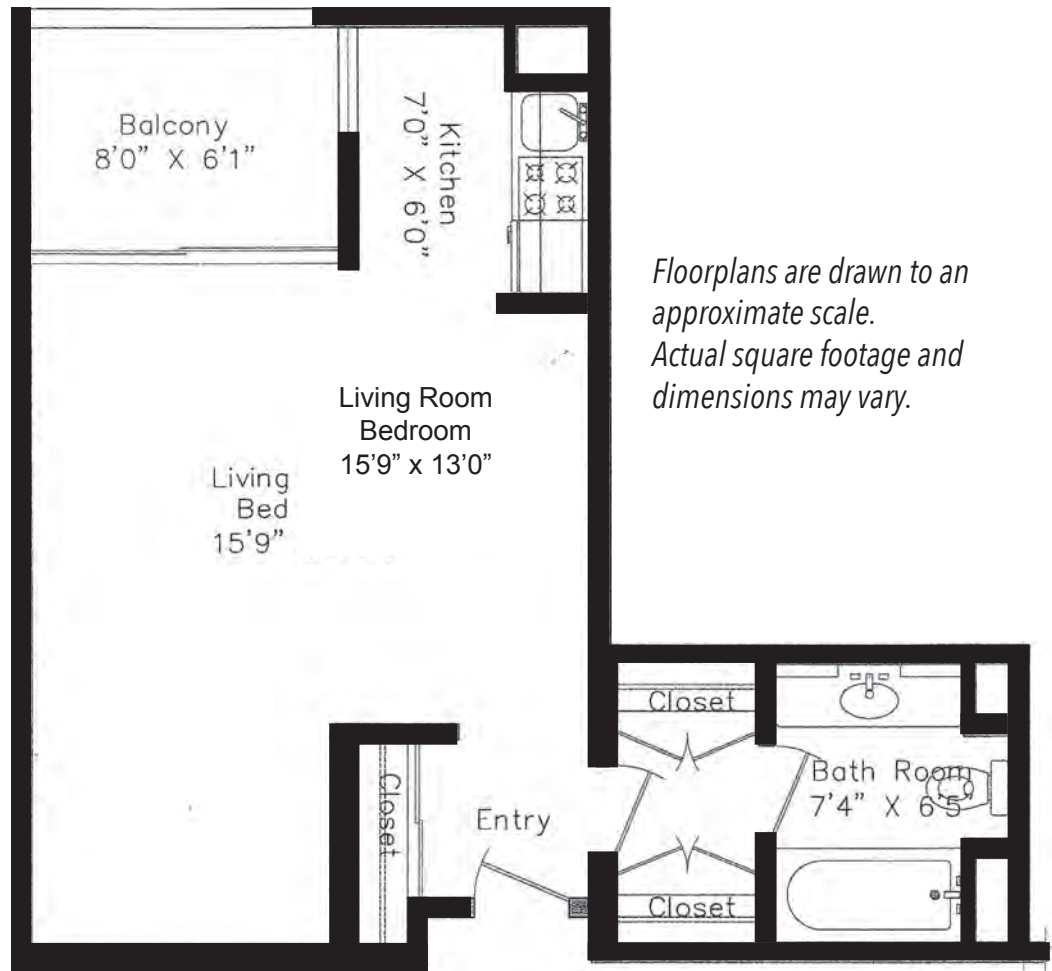 Balcony
8'0" X 6'1"
Kitchen
7'0" X 6'0"
Floorplans are drawn to an
approximate scale.
Actual square footage and
dimensions may vary.
Living Room
Bedroom
15’9” x 13’0”
Living
Bed
15'9"
Closet
Closet
Entry
Bath Room
7'4" X 6'5"
Closet